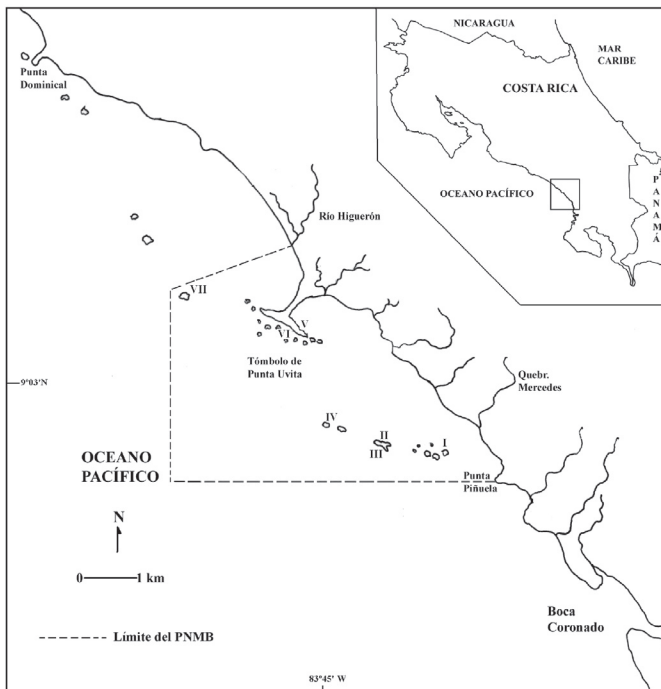 Punta
Dominical
NICARAGUA
MAR
CARIBE
COSTA RICA
OCEANO PACÍFICO
P
A
N
A
M
Á
Río Higuerón
VII
V
VI
Tómbolo de
Punta Uvita
9°03'N
Quebr.
Mercedes
IV
II
III
I
OCEANO
PACÍFICO
Punta
Piñuela
N
0 1 km
Boca
Coronado
Límite del PNMB
83°45' W